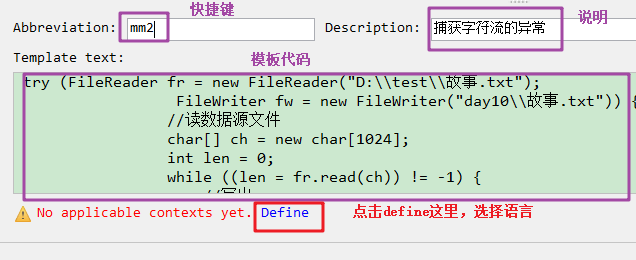 快捷键
Abbreviation: mm2 Description: 捕获字符流的异常 说明
Template text: 模板代码
try (FileReader fr = new FileReader("D:\\test\\故事.txt");
FileWriter fw = new FileWriter("day10\\故事.txt")) {
//读数据源文件
char[] ch = new char[1024];
int len = 0;
while ((len = fr.read(ch)) != -1) {
No applicable contexts yet. Define 点击define这里，选择语言